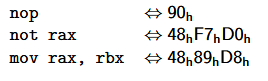 nop ⇔ 90h
not rax ⇔ 48hF7hD0h
mov rax, rbx ⇔ 48h89hD8h